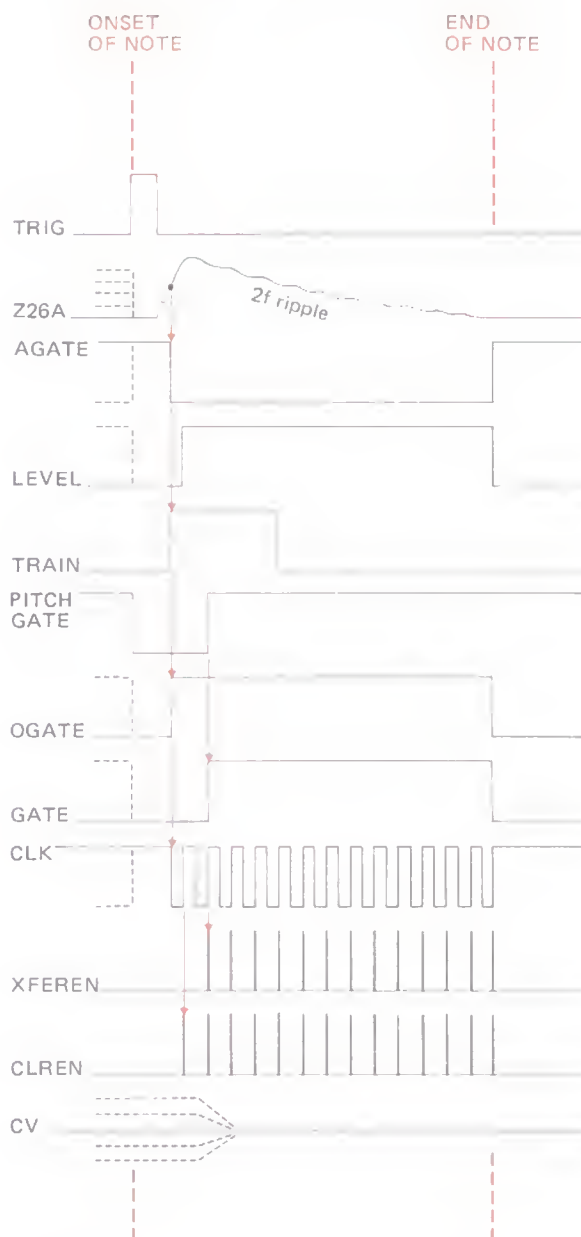 ONSET
OF NOTE
END
OF NOTE
TRIG
Z26A
2f ripple
AGATE
LEVEL
TRAIN
PITCH
GATE
OGATE
GATE
CLK
XFEREN
CLREN
CV